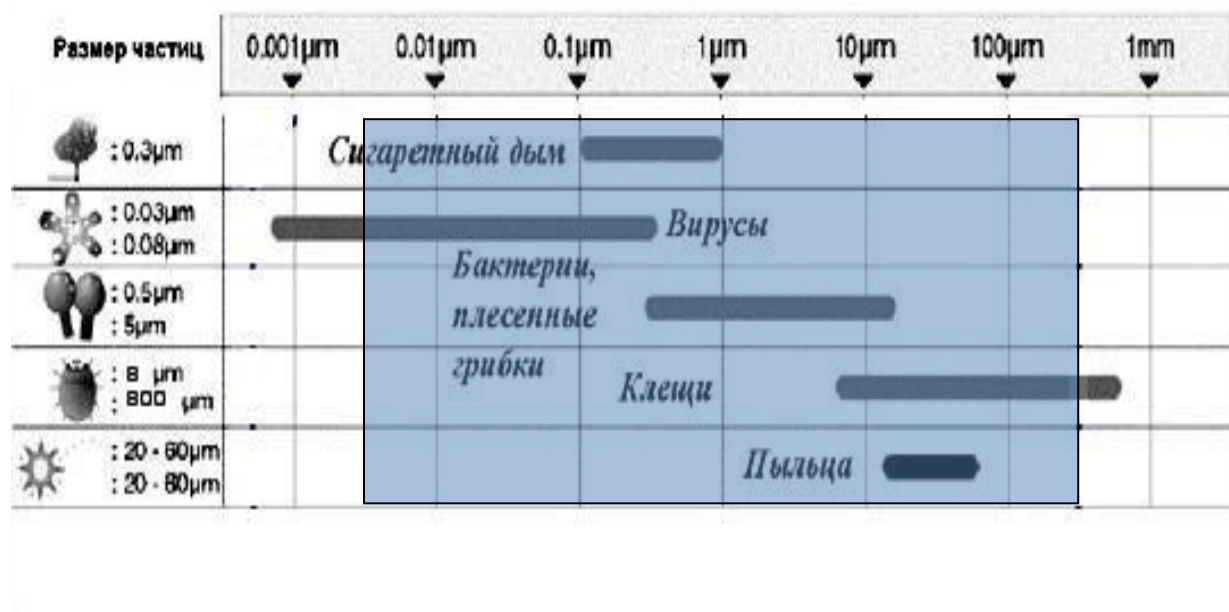 Размер частиц 0.001µm 0.01µm 0.1µm 1µm 10µm 100µm 1mm
: 0.3µm Сигаретный дым
: 0.03µm
: 0.08µm
Вирусы
: 0.5µm
: 5µm
Бактерии,
плесенные
грибки
: 8 µm
: 800 µm
Клещи
: 20 - 60µm
: 20 - 80µm
Пыльца